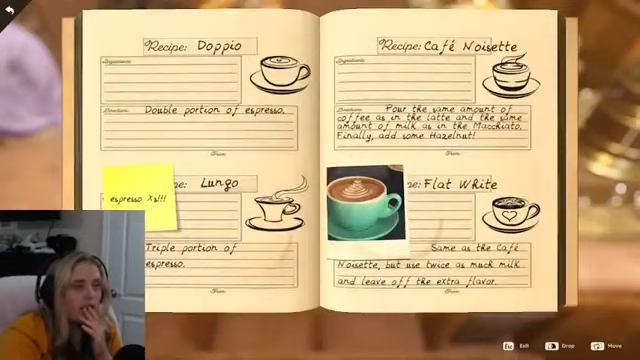 Recipe: Doppio
Ingredients:
Directions:
Double portion of espresso.
From:
espresso X3!!!
pe: Lungo
Triple portion of
espresso.
From:
Recipe: Café Noisette
Ingredients:
Directions:
Pour the same amount of
coffee as in the latte and the same
amount of milk as in the Macchiato.
Finally, add some Hazelnut!
From:
pe: Flat White
Same as the Café
Noisette, but use twice as much milk
and leave off the extra flavor.
From:
Esc Exit
Drop
Move